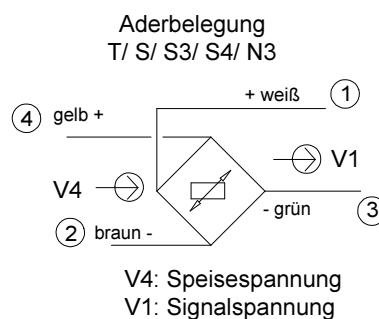 Aderbelegung
T/ S/ S3/ S4/ N3
+ weiß 1
4 gelb +
V1
V4
- grün 3
2 braun -
V4: Speisespannung
V1: Signalspannung